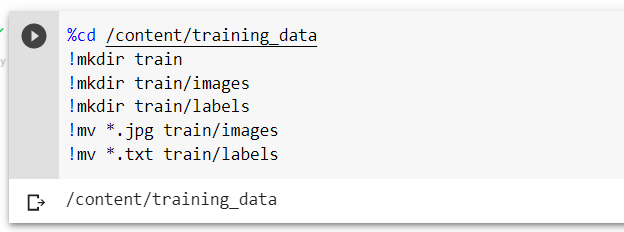 %cd /content/training_data
!mkdir train
!mkdir train/images
!mkdir train/labels
!mv *.jpg train/images
!mv *.txt train/labels
/content/training_data